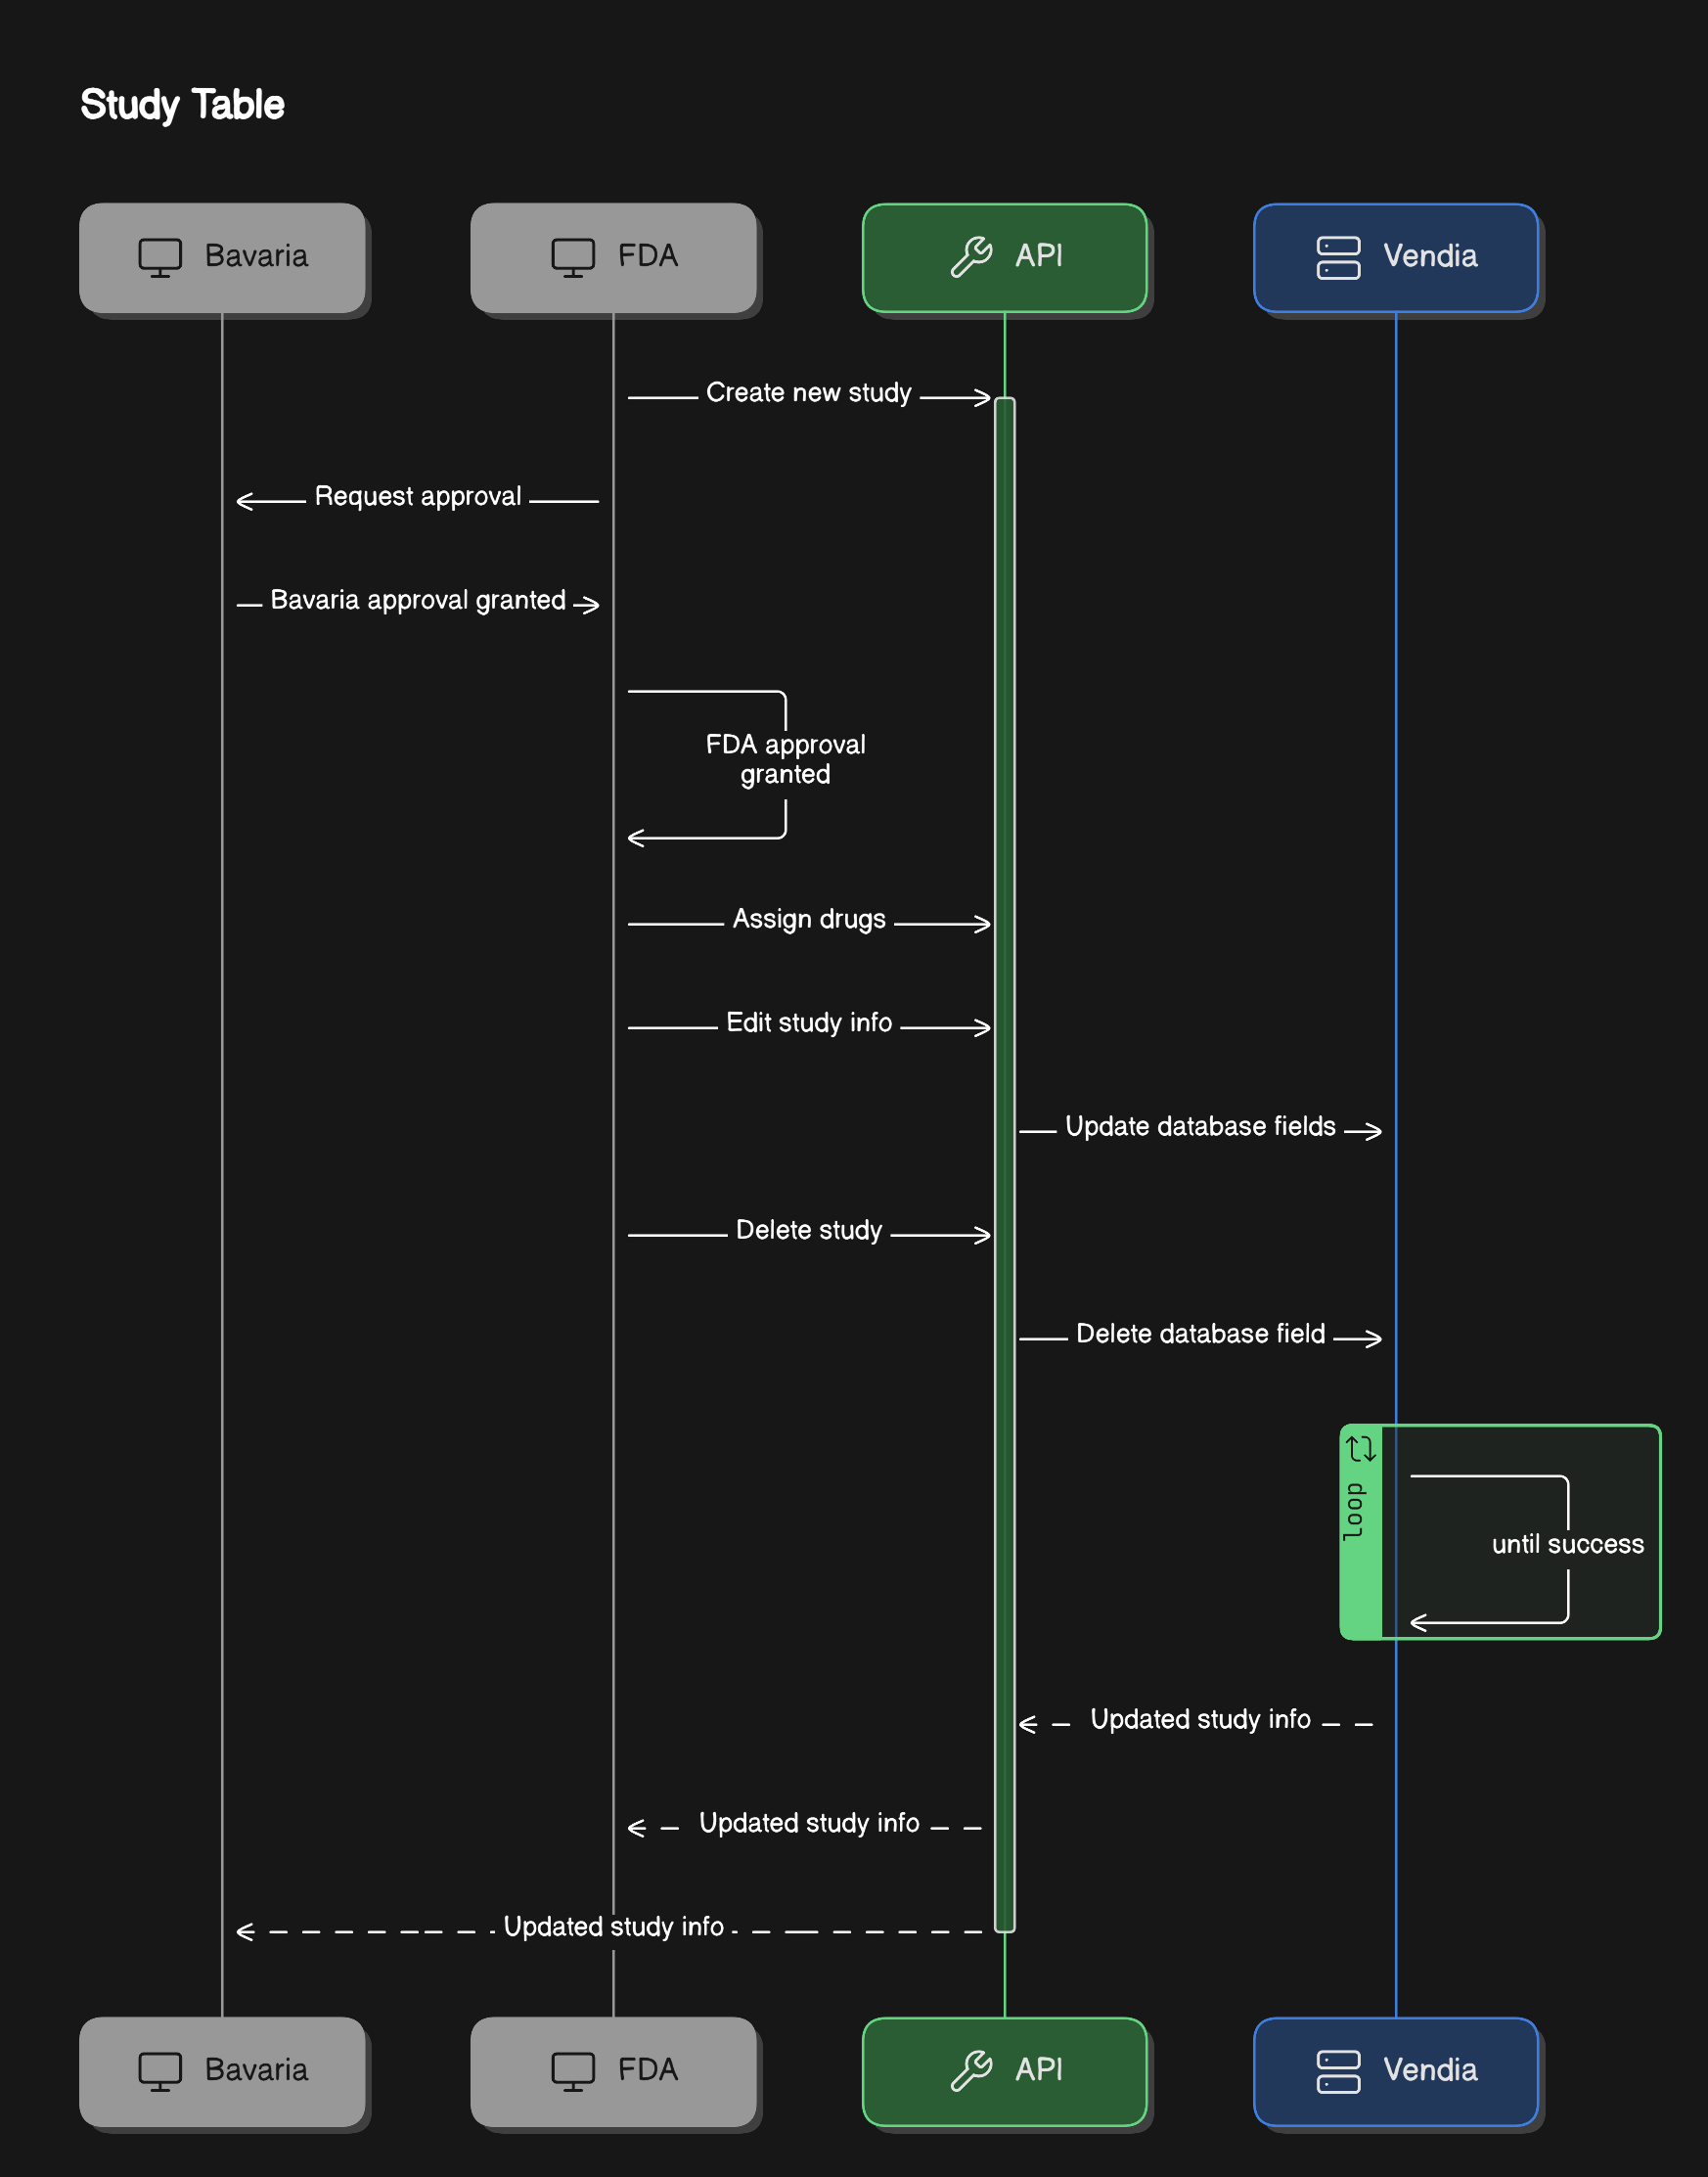 Study Table
Bavaria
FDA
API
Vendia
Create new study
Request approval
Bavaria approval granted
FDA approval
granted
Assign drugs
Edit study info
Update database fields
Delete study
Delete database field
loop
until success
Updated study info
Updated study info
Updated study info
Bavaria
FDA
API
Vendia